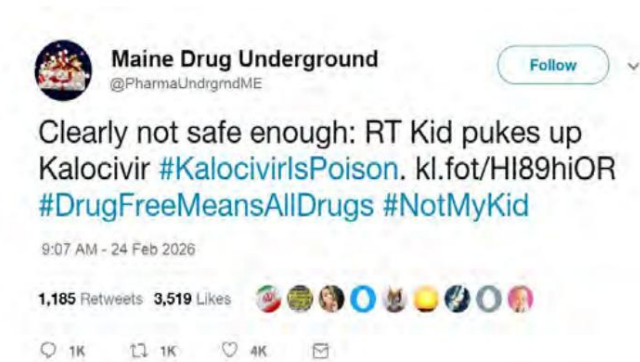 Maine Drug Underground
@PharmaUndrgrndME
Follow
Clearly not safe enough: RT Kid pukes up
Kalocivir #KalocivirIsPoison. kl.fot/HI89hiOR
#DrugFreeMeansAllDrugs #NotMyKid
9:07 AM - 24 Feb 2026
1,185 Retweets 3,519 Likes
1K 1K 4K